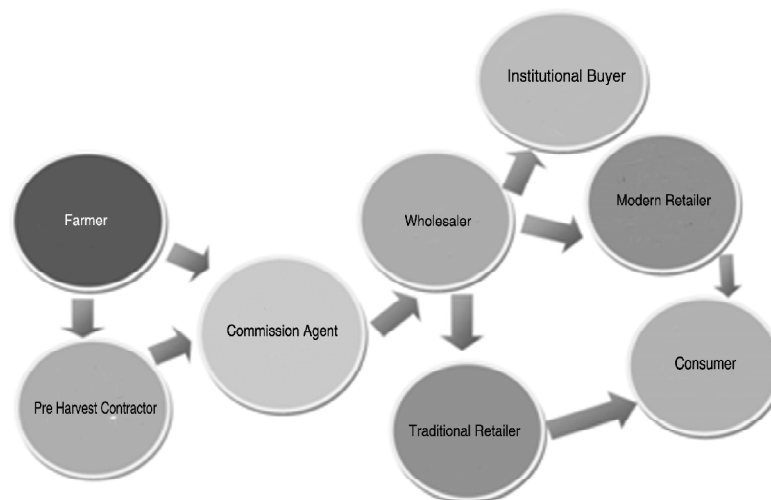 Institutional Buyer
Farmer
Wholesaler
Modern Retailer
Commission Agent
Consumer
Pre Harvest Contractor
Traditional Retailer